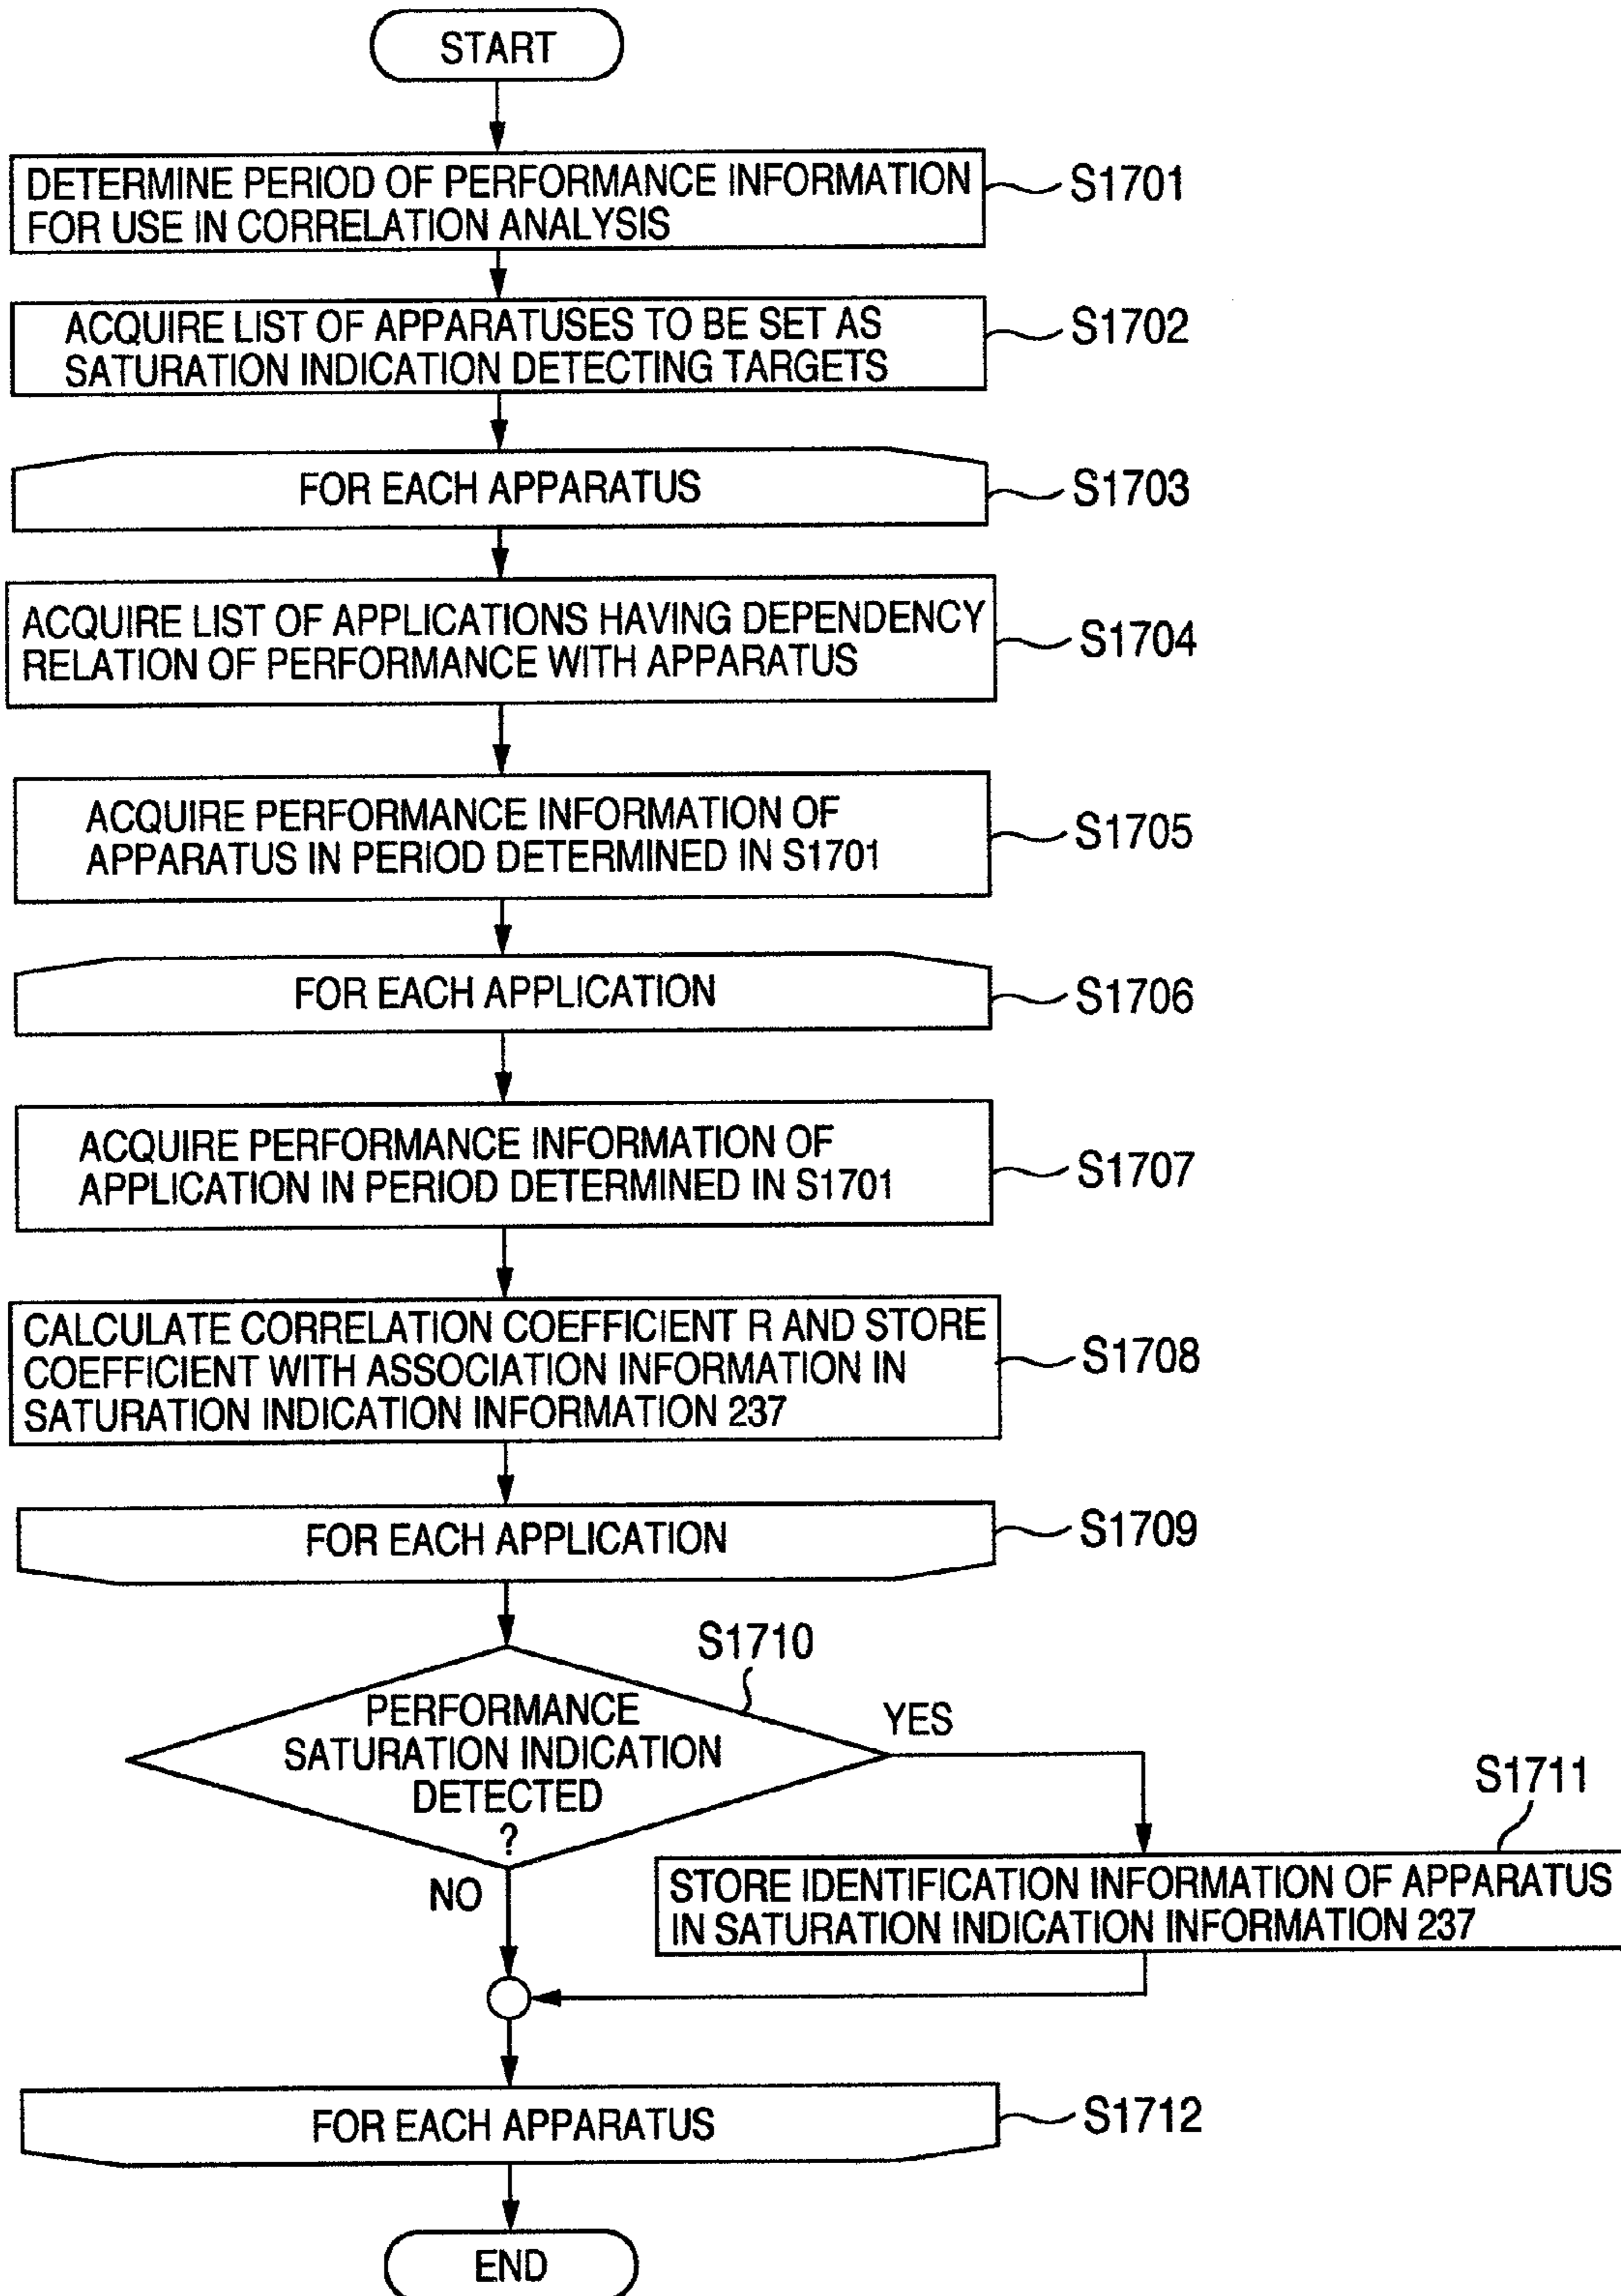 START
DETERMINE PERIOD OF PERFORMANCE INFORMATION
FOR USE IN CORRELATION ANALYSIS
S1701
ACQUIRE LIST OF APPARATUSES TO BE SET AS
SATURATION INDICATION DETECTING TARGETS
S1702
FOR EACH APPARATUS
S1703
ACQUIRE LIST OF APPLICATIONS HAVING DEPENDENCY
RELATION OF PERFORMANCE WITH APPARATUS
S1704
ACQUIRE PERFORMANCE INFORMATION OF
APPARATUS IN PERIOD DETERMINED IN S1701
S1705
FOR EACH APPLICATION
S1706
ACQUIRE PERFORMANCE INFORMATION OF
APPLICATION IN PERIOD DETERMINED IN S1701
S1707
CALCULATE CORRELATION COEFFICIENT R AND STORE
COEFFICIENT WITH ASSOCIATION INFORMATION IN
SATURATION INDICATION INFORMATION 237
S1708
FOR EACH APPLICATION
S1709
S1710
PERFORMANCE
SATURATION INDICATION
DETECTED
?
YES
NO
S1711
STORE IDENTIFICATION INFORMATION OF APPARATUS
IN SATURATION INDICATION INFORMATION 237
FOR EACH APPARATUS
S1712
END